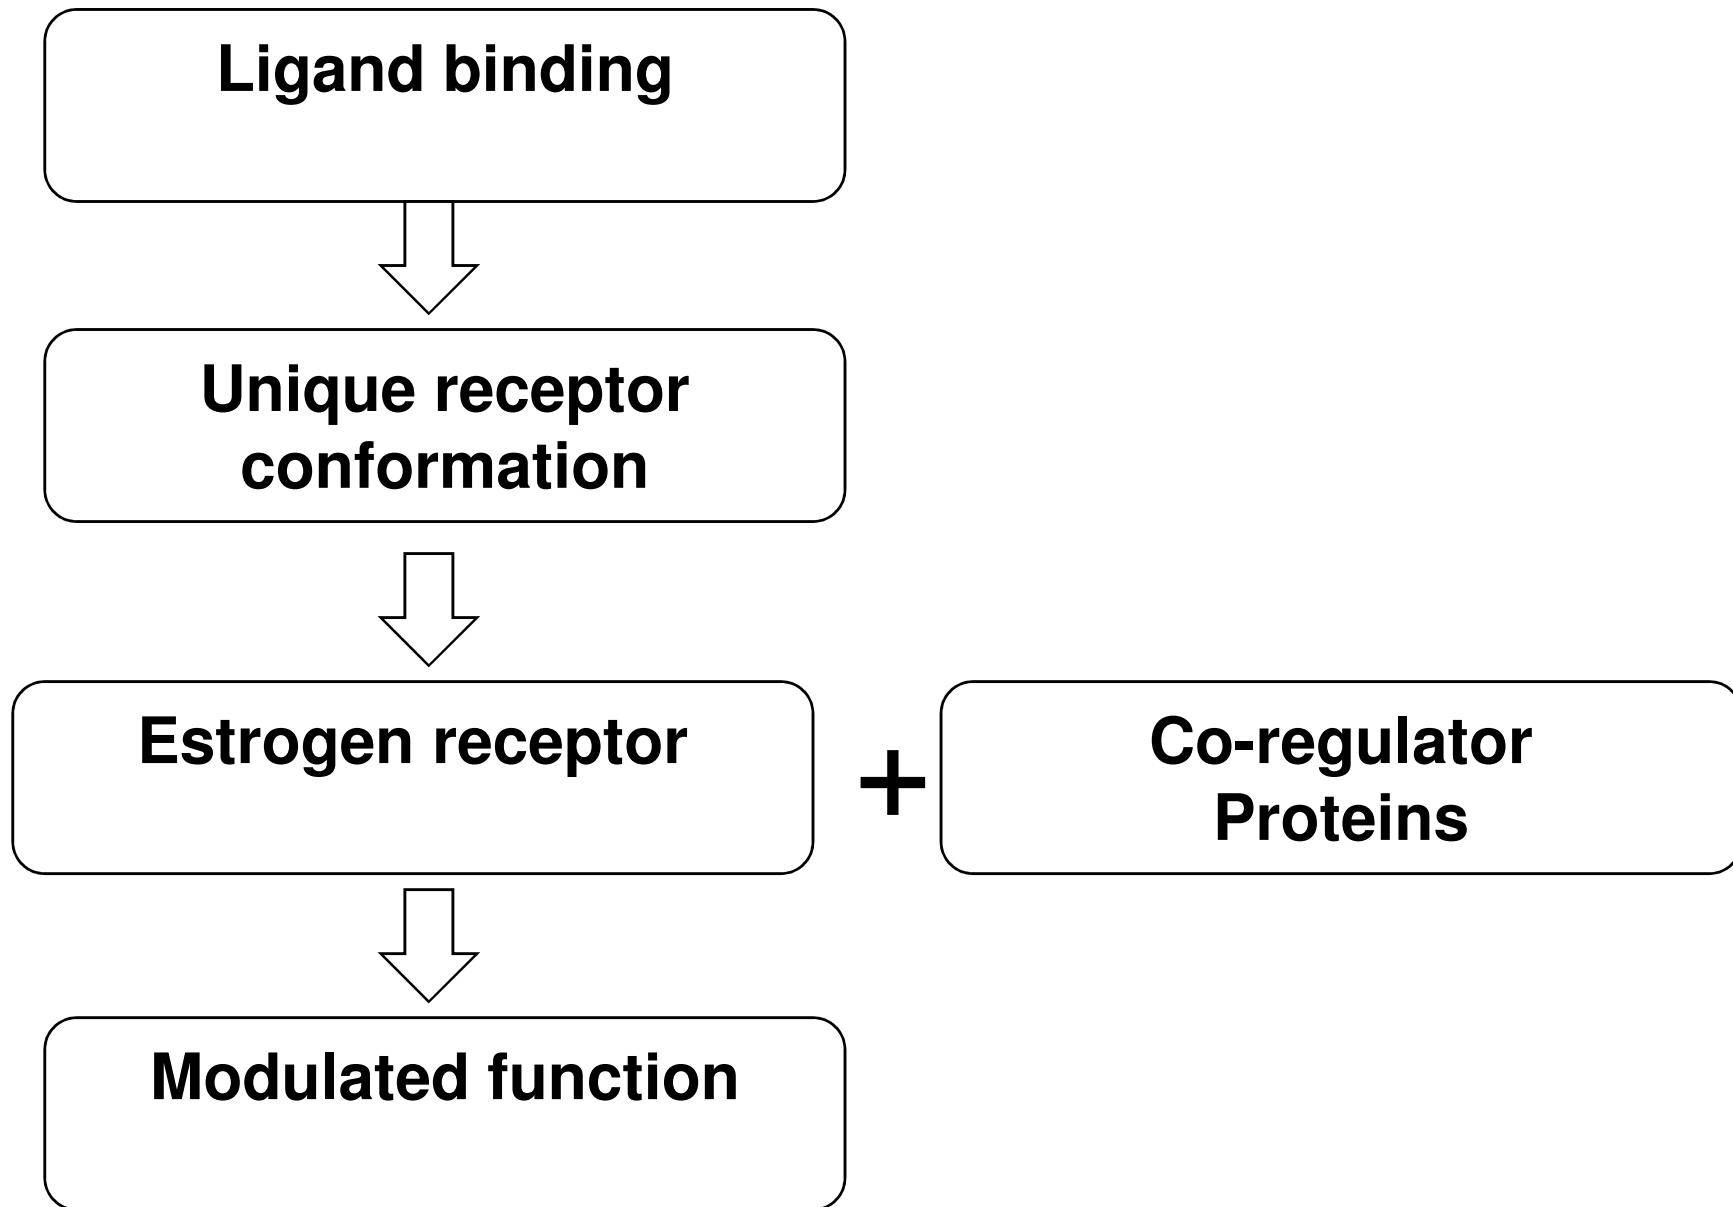 Ligand binding
Unique receptor
conformation
Estrogen receptor
+
Co-regulator
Proteins
Modulated function